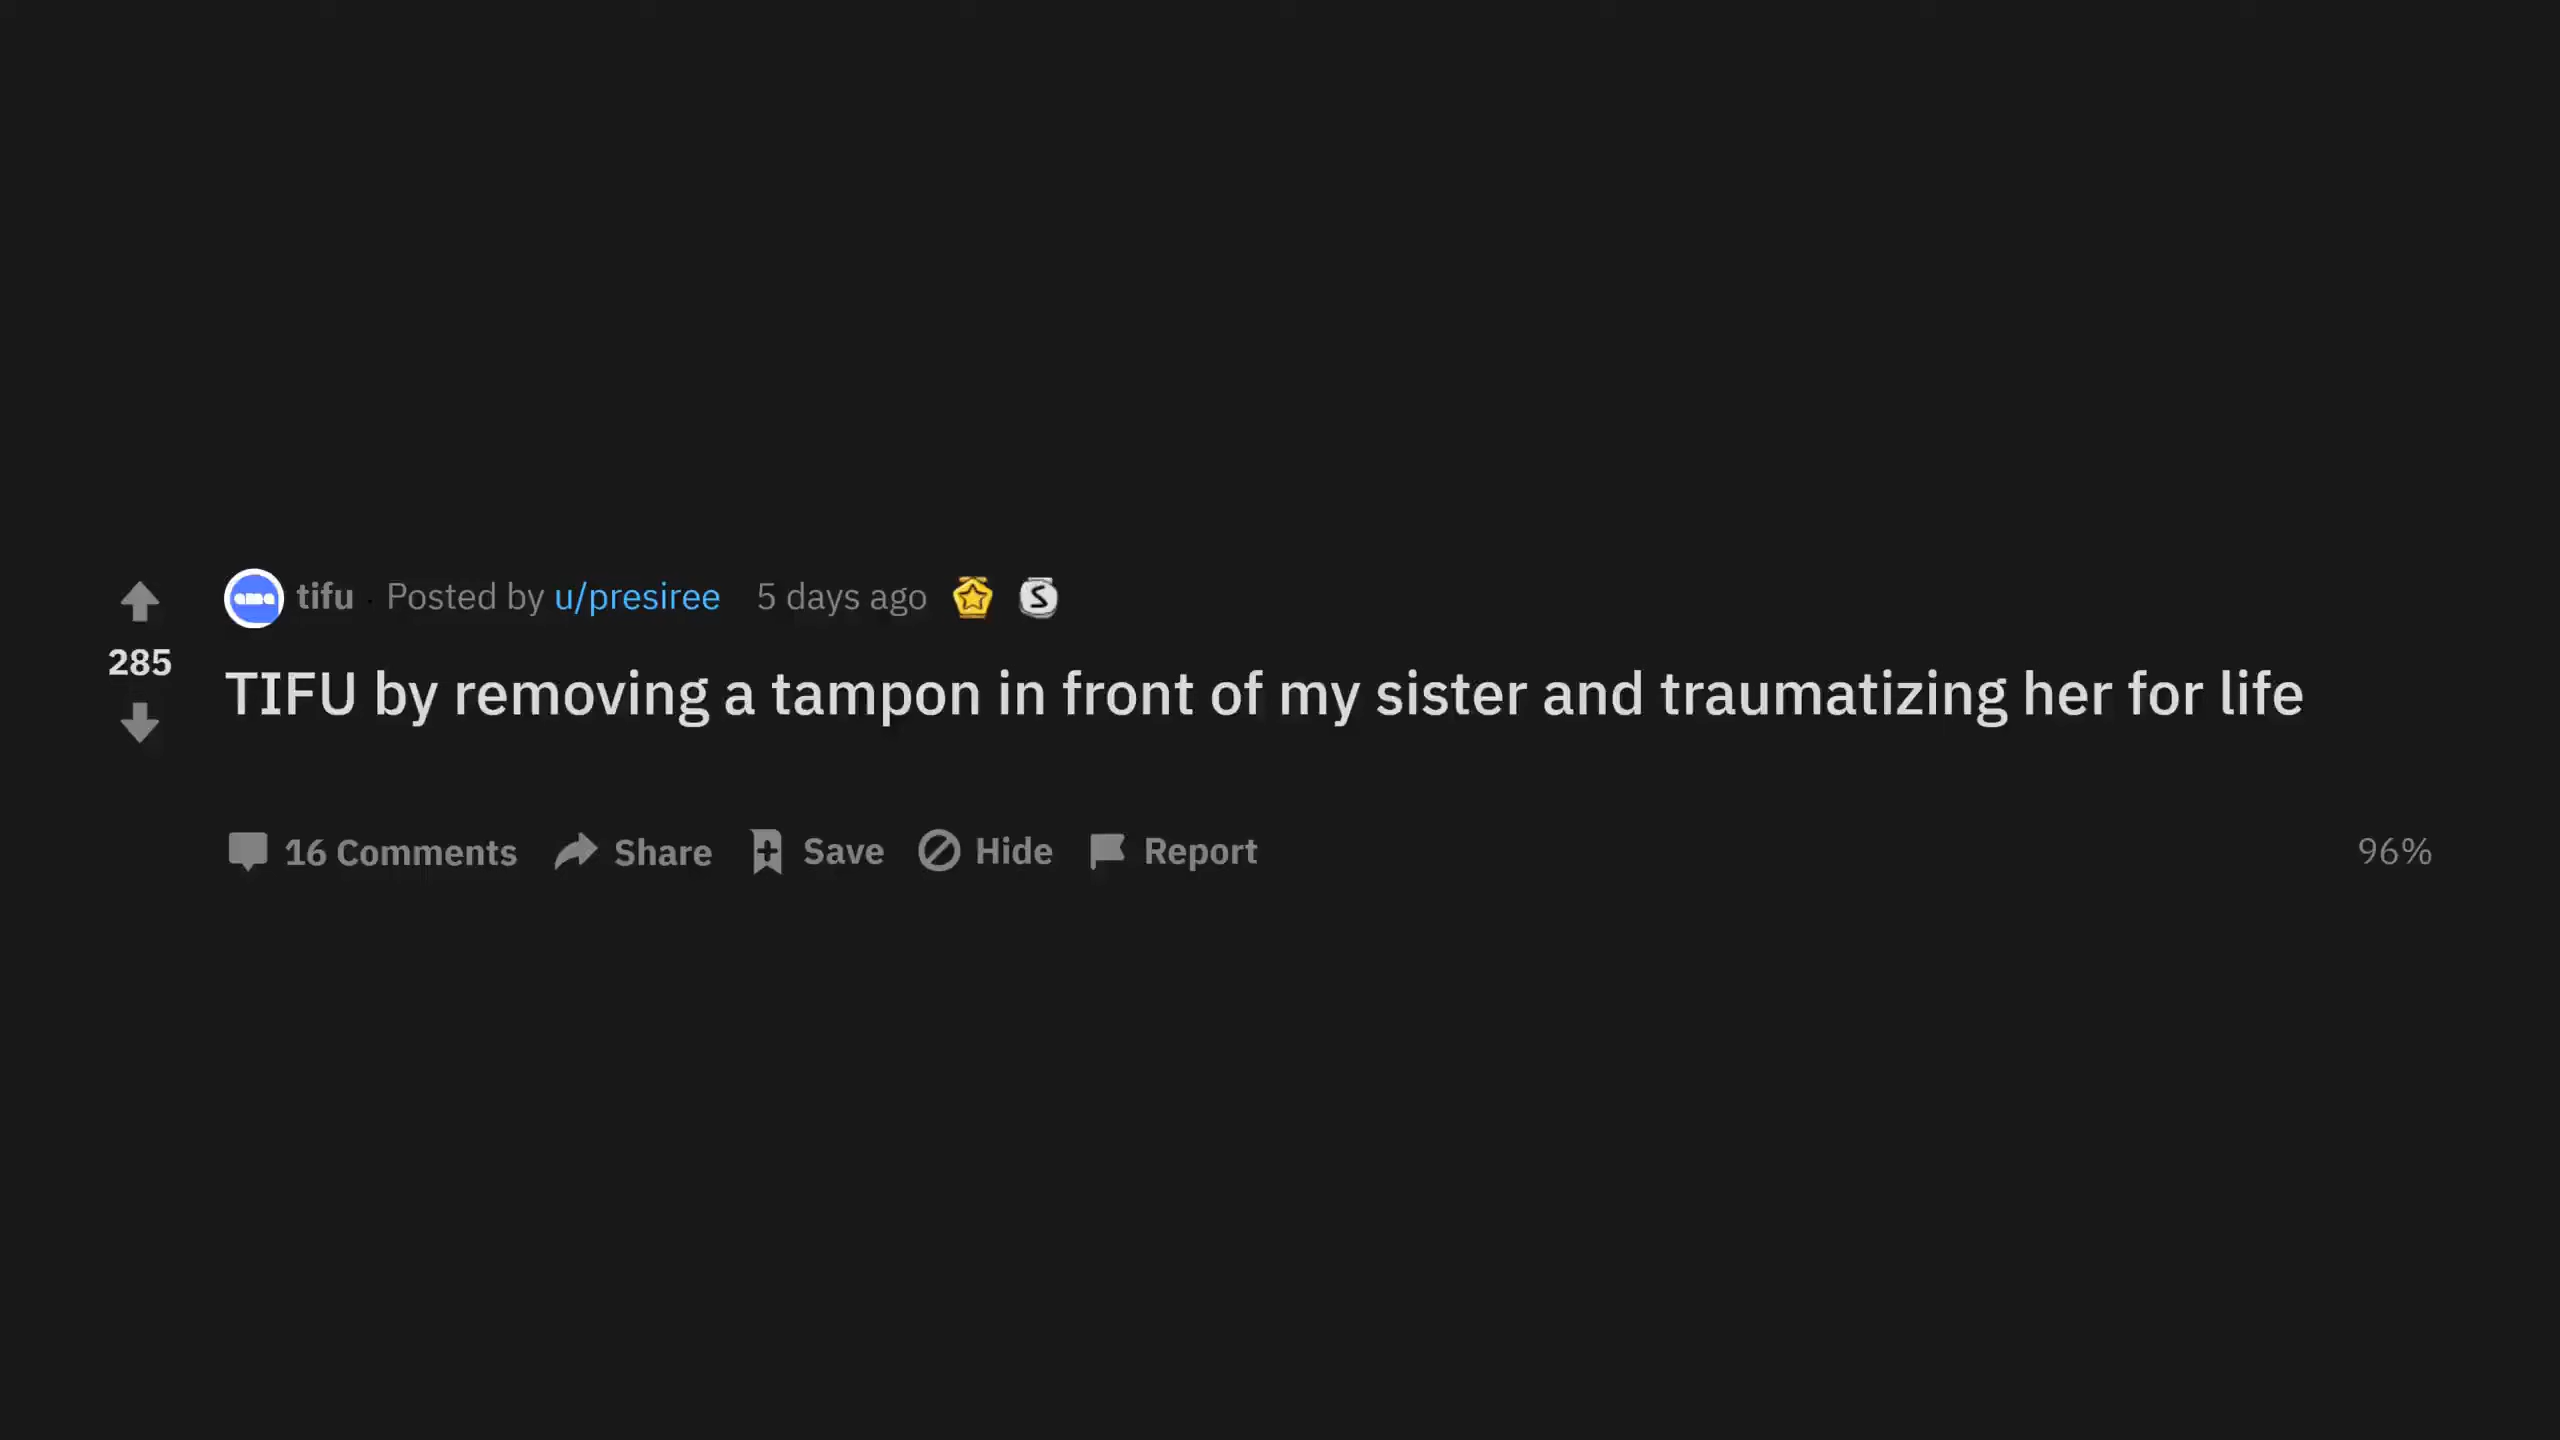 tifu · Posted by u/presiree 5 days ago
285
TIFU by removing a tampon in front of my sister and traumatizing her for life
16 Comments Share Save Hide Report 96%